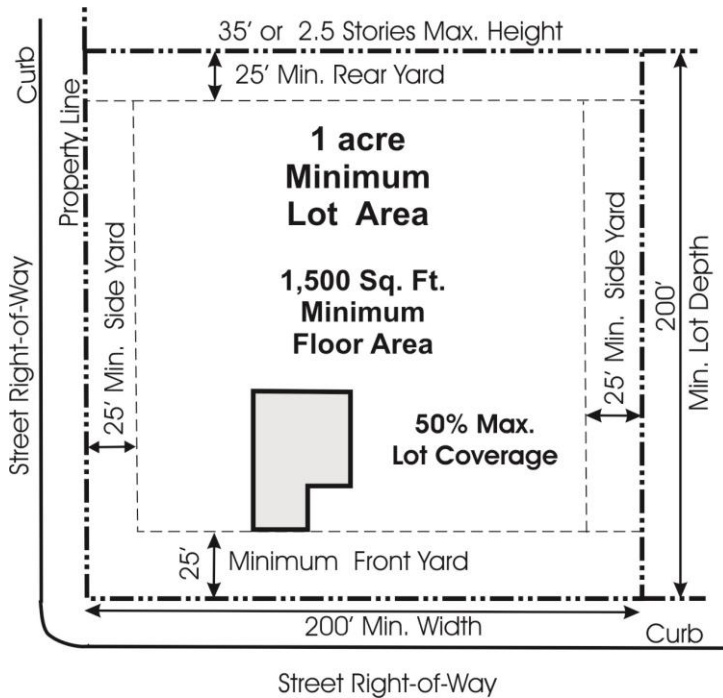 35' or 2.5 Stories Max. Height
Curb
25' Min. Rear Yard
Property Line
1 acre
Minimum
Lot Area
25' Min. Side Yard
1,500 Sq. Ft.
Minimum
Floor Area
25' Min. Side Yard
200'
Min. Lot Depth
Street Right-of-Way
50% Max.
Lot Coverage
25'
Minimum Front Yard
200' Min. Width
Curb
Street Right-of-Way